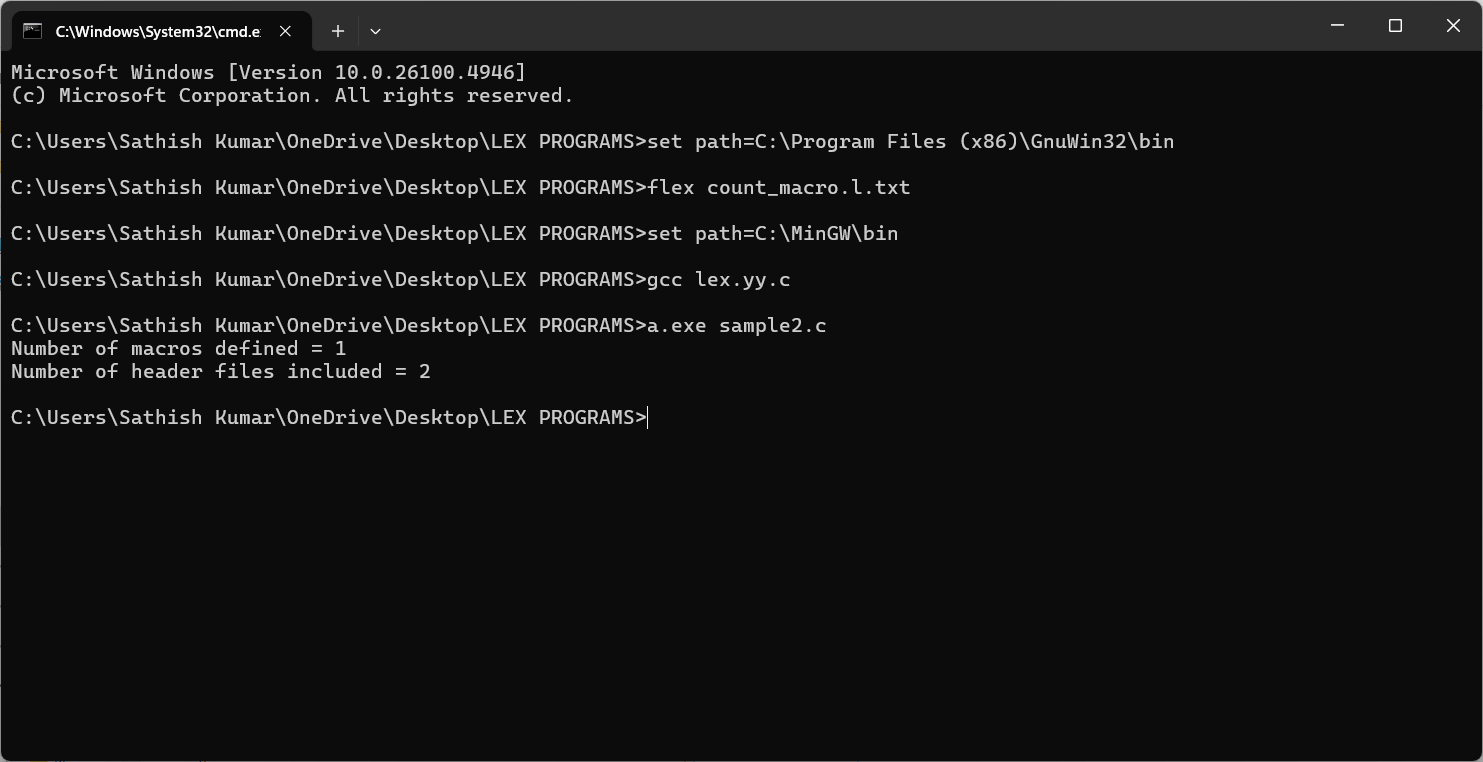 C:\Windows\System32\cmd.e
Microsoft Windows [Version 10.0.26100.4946]
(c) Microsoft Corporation. All rights reserved.
C:\Users\Sathish Kumar\OneDrive\Desktop\LEX PROGRAMS>set path=C:\Program Files (x86)\GnuWin32\bin
C:\Users\Sathish Kumar\OneDrive\Desktop\LEX PROGRAMS>flex count_macro.l.txt
C:\Users\Sathish Kumar\OneDrive\Desktop\LEX PROGRAMS>set path=C:\MinGW\bin
C:\Users\Sathish Kumar\OneDrive\Desktop\LEX PROGRAMS>gcc lex.yy.c
C:\Users\Sathish Kumar\OneDrive\Desktop\LEX PROGRAMS>a.exe sample2.c
Number of macros defined = 1
Number of header files included = 2
C:\Users\Sathish Kumar\OneDrive\Desktop\LEX PROGRAMS>